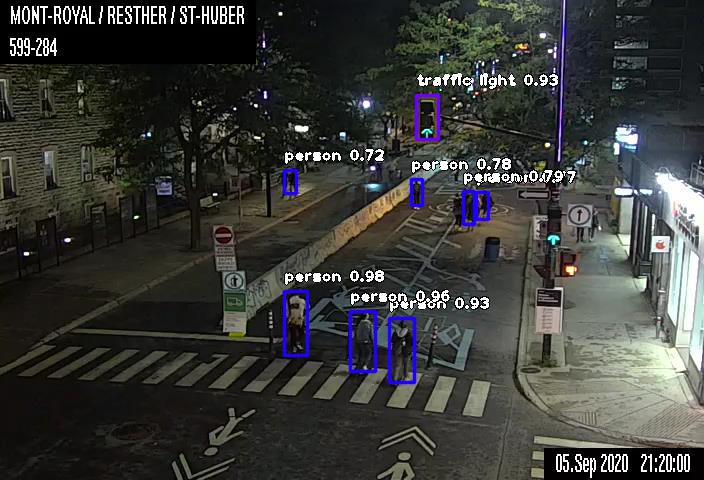 MONT-ROYAL / RESTHER / ST-HUBER
599-284
traffic light 0.93
person 0.72
person 0.78
person 0.79
person 0.98
person 0.96
person 0.93
05.Sep 2020 21:20:00